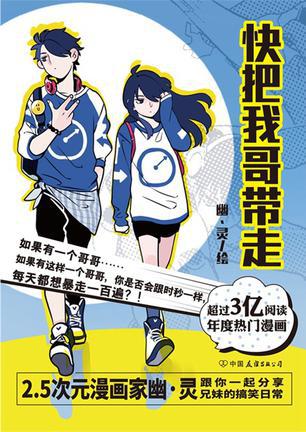 快把我哥带走
幽·灵/绘
如果有一个哥哥……
如果有这样一个哥哥，你是否会跟时秒一样，
每天都想暴走一百遍？！
超过3亿阅读
年度热门漫画
中国友谊出版公司
2.5次元漫画家幽·灵
跟你一起分享
兄妹的搞笑日常